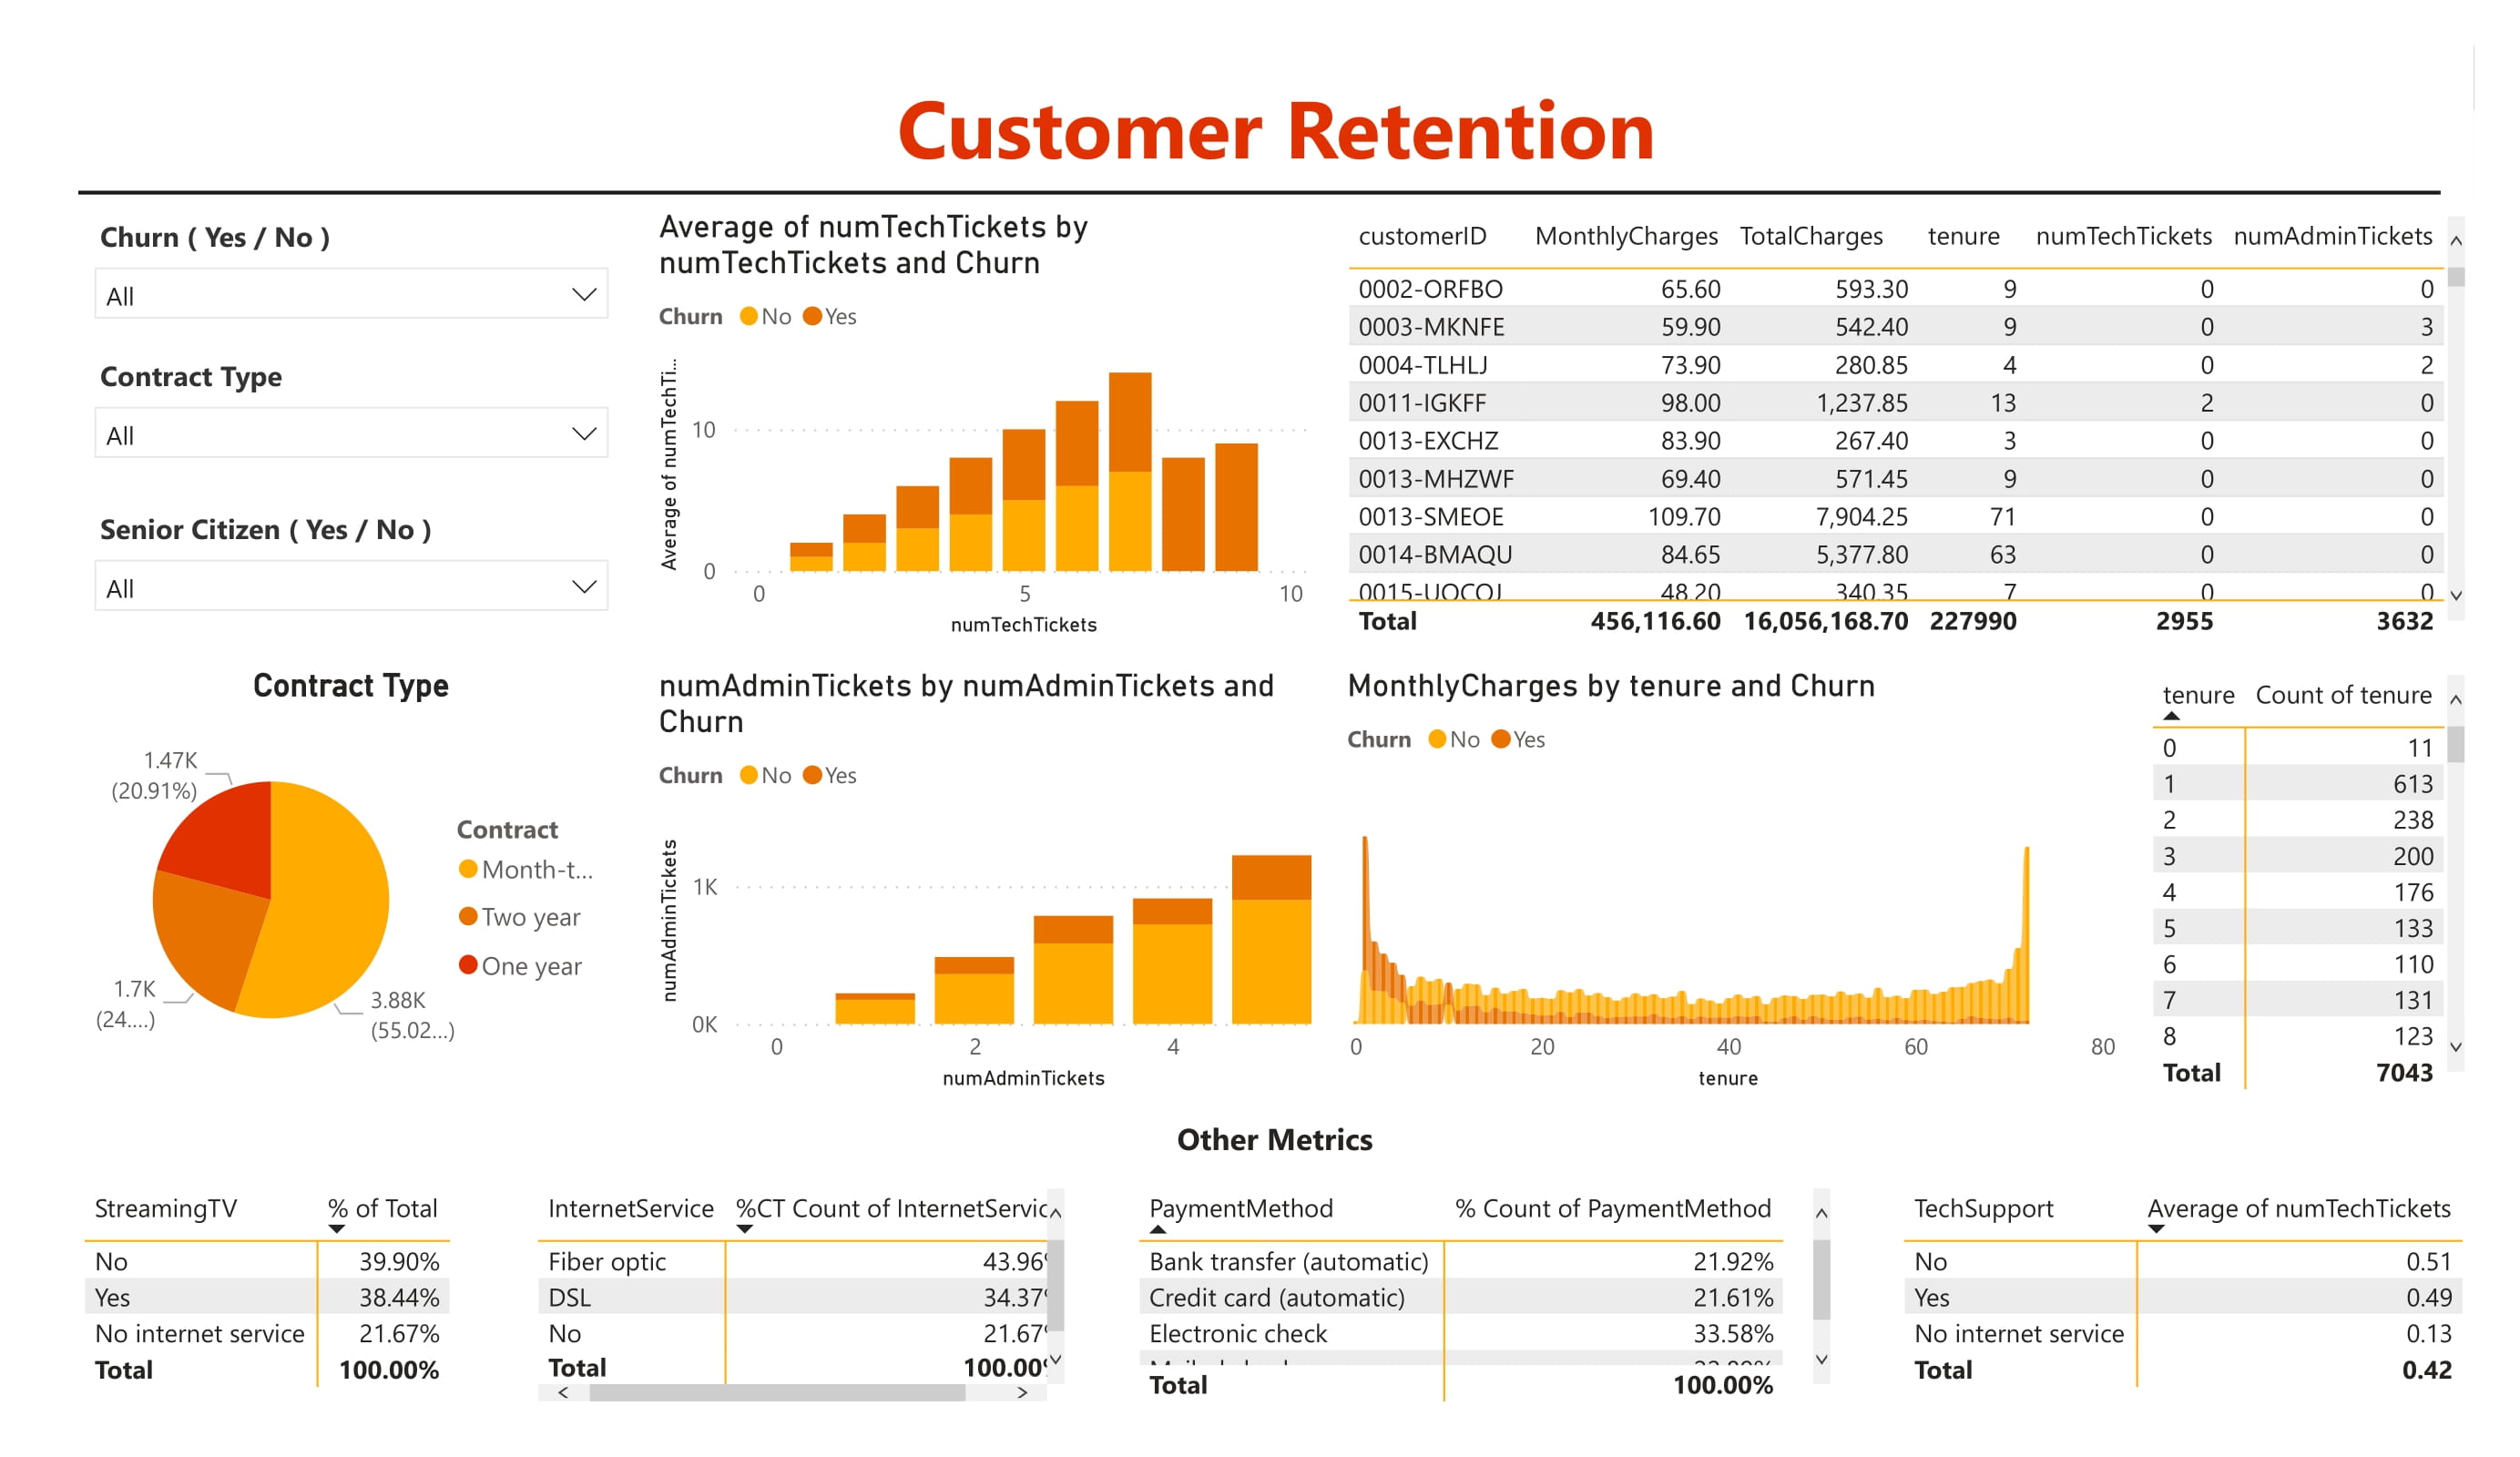 Customer Retention
Churn ( Yes / No )
All
Contract Type
All
Senior Citizen ( Yes / No )
All
Average of numTechTickets by
numTechTickets and Churn
Churn No Yes
Average of numTechTi...
10
0
0 5 10
numTechTickets
customerID MonthlyCharges TotalCharges tenure numTechTickets numAdminTickets
0002-ORFBO 65.60 593.30 9 0 0
0003-MKNFE 59.90 542.40 9 0 3
0004-TLHLJ 73.90 280.85 4 0 2
0011-IGKFF 98.00 1,237.85 13 2 0
0013-EXCHZ 83.90 267.40 3 0 0
0013-MHZWF 69.40 571.45 9 0 0
0013-SMEOE 109.70 7,904.25 71 0 0
0014-BMAQU 84.65 5,377.80 63 0 0
0015-UOCOJ 48.20 340.35 7 0 0
Total 456,116.60 16,056,168.70 227990 2955 3632
Contract Type
1.47K
(20.91%)
1.7K
(24....)
3.88K
(55.02...)
Contract
Month-t...
Two year
One year
numAdminTickets by numAdminTickets and
Churn
Churn No Yes
numAdminTickets
1K
0K
0 2 4
numAdminTickets
MonthlyCharges by tenure and Churn
Churn No Yes
0 20 40 60 80
tenure
tenure Count of tenure
0 11
1 613
2 238
3 200
4 176
5 133
6 110
7 131
8 123
Total 7043
Other Metrics
StreamingTV % of Total
No 39.90%
Yes 38.44%
No internet service 21.67%
Total 100.00%
InternetService %CT Count of InternetServic
Fiber optic 43.96
DSL 34.37
No 21.67
Total 100.00
PaymentMethod % Count of PaymentMethod
Bank transfer (automatic) 21.92%
Credit card (automatic) 21.61%
Electronic check 33.58%
Total 100.00%
TechSupport Average of numTechTickets
No 0.51
Yes 0.49
No internet service 0.13
Total 0.42